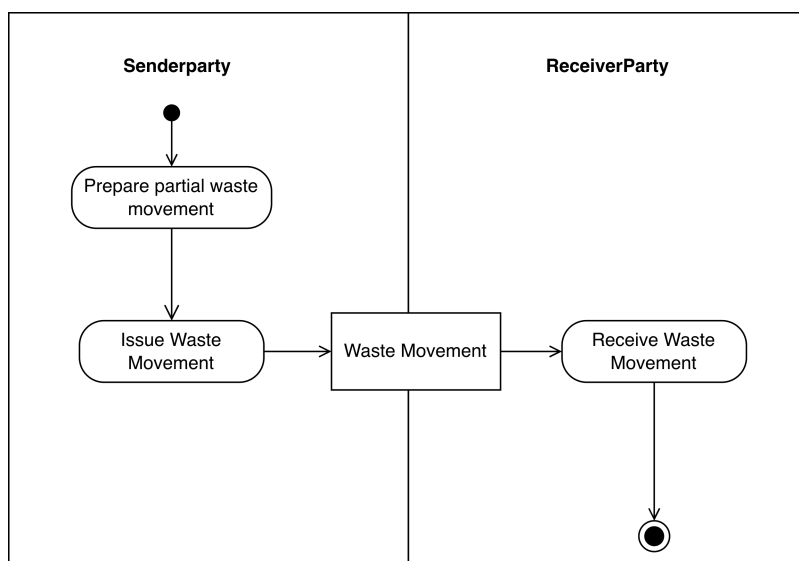 Senderparty
ReceiverParty
Prepare partial waste
movement
Issue Waste
Movement
Waste Movement
Receive Waste
Movement